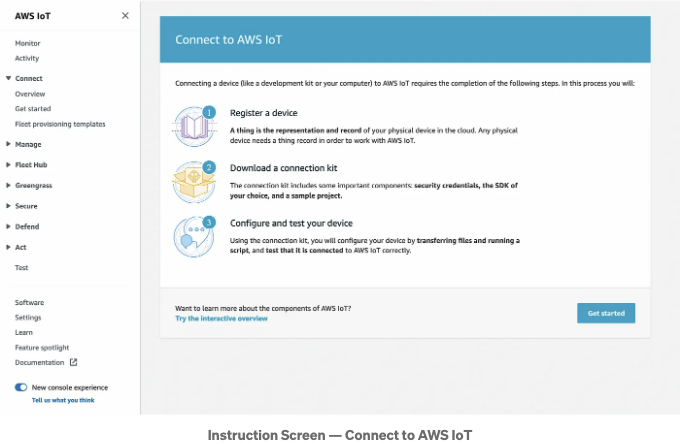 AWS IoT
Monitor
Activity
Connect
Overview
Get started
Fleet provisioning templates
Manage
Fleet Hub
Greengrass
Secure
Defend
Act
Test
Software
Settings
Learn
Feature spotlight
Documentation
New console experience
Tell us what you think
Connect to AWS IoT
Connecting a device (like a development kit or your computer) to AWS IoT requires the completion of the following steps. In this process you will:
1
Register a device
A thing is the representation and record of your physical device in the cloud. Any physical
device needs a thing record in order to work with AWS IoT.
2
Download a connection kit
The connection kit includes some important components: security credentials, the SDK of
your choice, and a sample project.
3
Configure and test your device
Using the connection kit, you will configure your device by transferring files and running a
script, and test that it is connected to AWS IoT correctly.
Want to learn more about the components of AWS IoT?
Try the interactive overview
Get started
Instruction Screen — Connect to AWS IoT